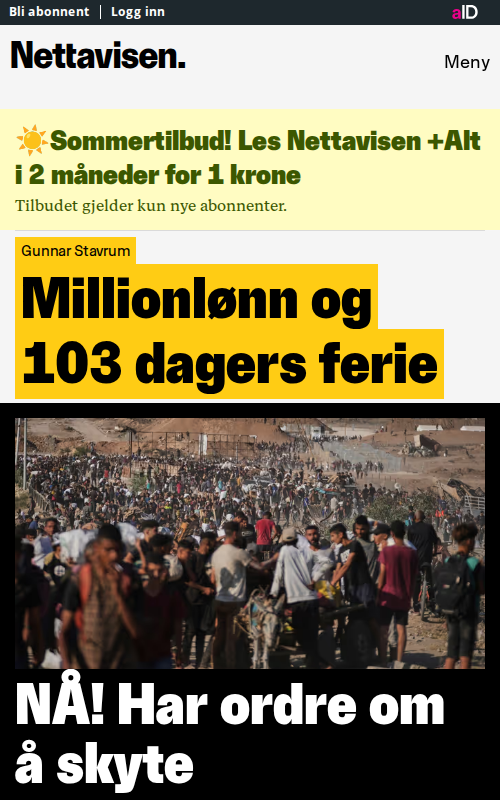 Bli abonnent | Logg inn
aID
Nettavisen.
Meny
☀️Sommertilbud! Les Nettavisen +Alt
i 2 måneder for 1 krone
Tilbudet gjelder kun nye abonnenter.
Gunnar Stavrum
Millionlønn og
103 dagers ferie
NÅ! Har ordre om
å skyte